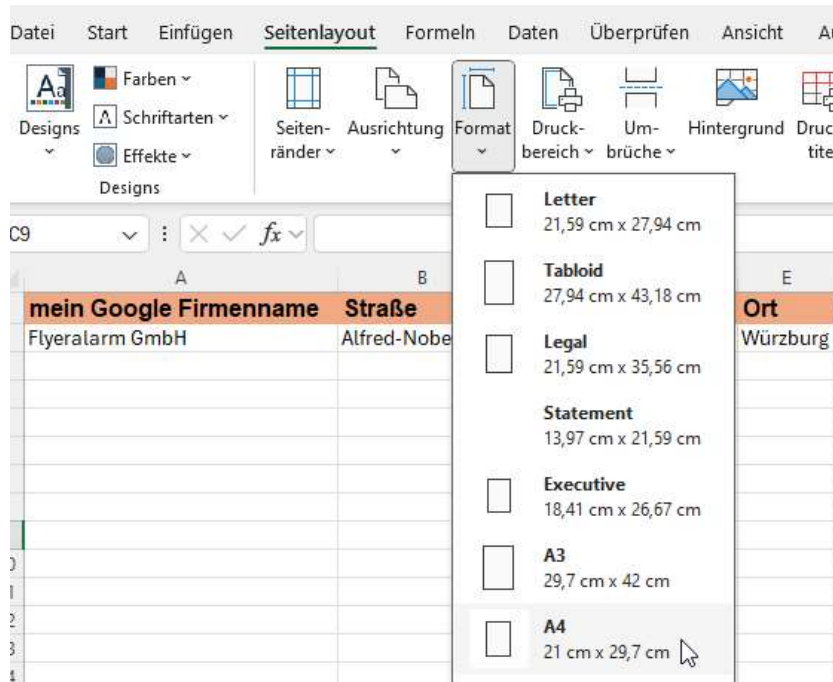 Datei Start Einfügen Seitenlayout Formeln Daten Überprüfen Ansicht
Aa Farben
Schriftarten
Effekte
Designs
Seiten-
ränder
Ausrichtung
Format
Druck-
bereich
Um-
brüche
Hintergrund
Designs
C9 fx
A B E
mein Google Firmenname Straße Ort
Flyeralarm GmbH Alfred-Nobe Würzburg
Letter
21,59 cm x 27,94 cm
Tabloid
27,94 cm x 43,18 cm
Legal
21,59 cm x 35,56 cm
Statement
13,97 cm x 21,59 cm
Executive
18,41 cm x 26,67 cm
A3
29,7 cm x 42 cm
A4
21 cm x 29,7 cm